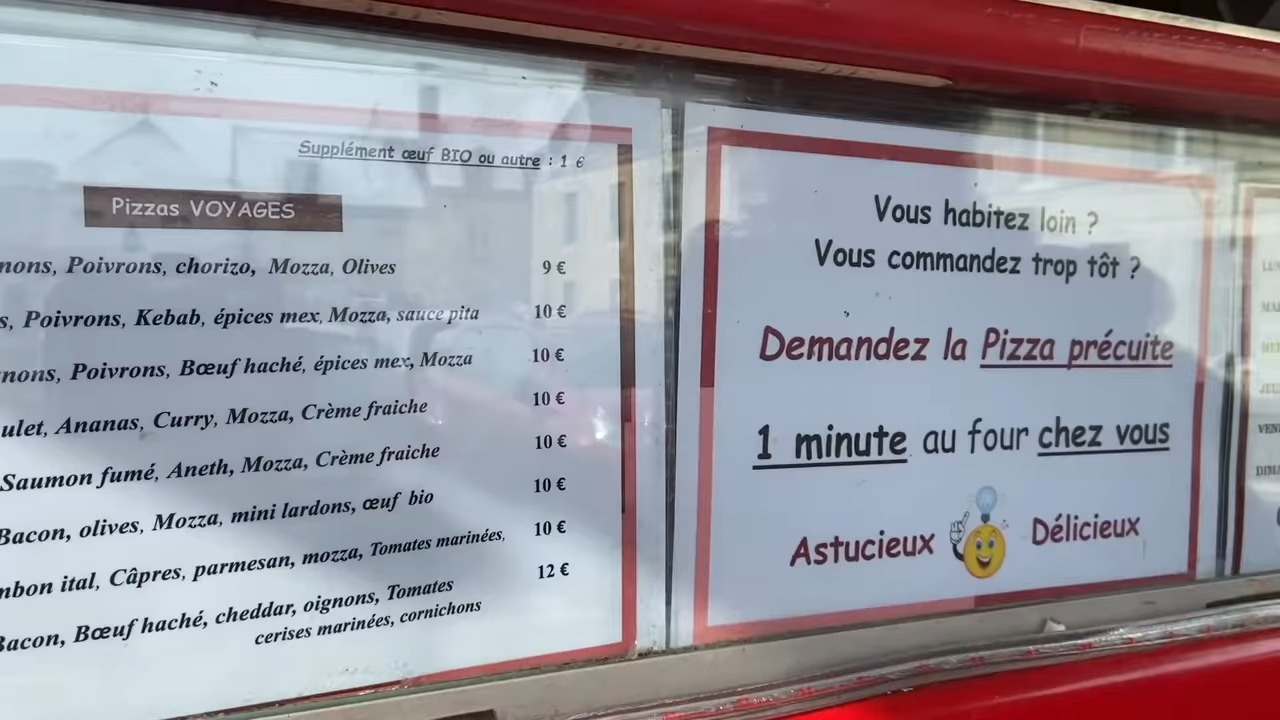 Supplément œuf BIO ou autre : 1 €
Pizzas VOYAGES
Poivrons, chorizo, Mozza, Olives 9 €
Poivrons, Kebab, épices mex, Mozza, sauce pita 10 €
Poivrons, Bœuf haché, épices mex, Mozza 10 €
Ananas, Curry, Mozza, Crème fraiche 10 €
Saumon fumé, Aneth, Mozza, Crème fraiche 10 €
Bacon, olives, Mozza, mini lardons, œuf bio 10 €
ital, Câpres, parmesan, mozza, Tomates marinées, 10 €
Bacon, Bœuf haché, cheddar, oignons, Tomates 12 €
cerises marinées, cornichons
Vous habitez loin ?
Vous commandez trop tôt ?
Demandez la Pizza précuite
1 minute au four chez vous
Astucieux Délicieux